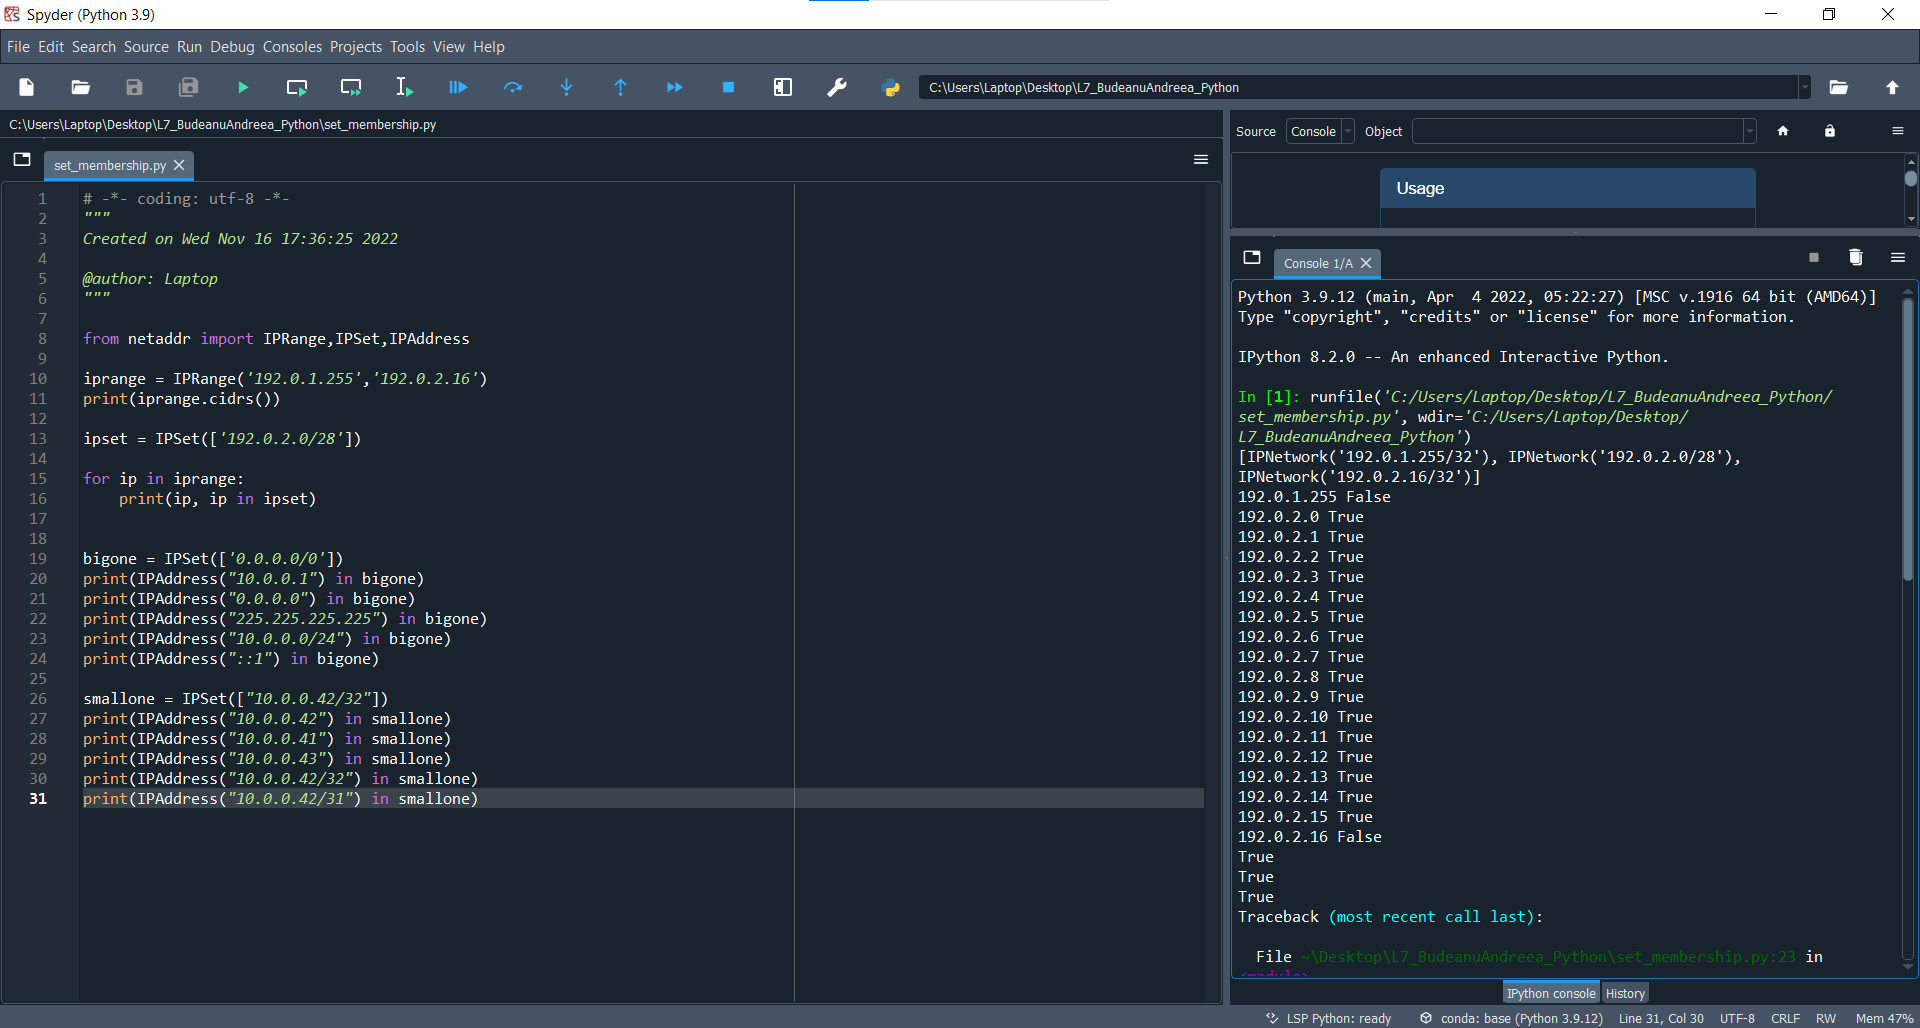 Spyder (Python 3.9)
File Edit Search Source Run Debug Consoles Projects Tools View Help
C:\Users\Laptop\Desktop\L7_BudeanuAndreea_Python
C:\Users\Laptop\Desktop\L7_BudeanuAndreea_Python\set_membership.py
set_membership.py
1 # -*- coding: utf-8 -*-
2 """
3 Created on Wed Nov 16 17:36:25 2022
4
5 @author: Laptop
6 """
7
8 from netaddr import IPRange,IPSet,IPAddress
9
10 iprange = IPRange('192.0.1.255','192.0.2.16')
11 print(iprange.cidrs())
12
13 ipset = IPSet(['192.0.2.0/28'])
14
15 for ip in iprange:
16     print(ip, ip in ipset)
17
18
19 bigone = IPSet(['0.0.0.0/0'])
20 print(IPAddress("10.0.0.1") in bigone)
21 print(IPAddress("0.0.0.0") in bigone)
22 print(IPAddress("225.225.225.225") in bigone)
23 print(IPAddress("10.0.0.0/24") in bigone)
24 print(IPAddress("::1") in bigone)
25
26 smallone = IPSet(["10.0.0.42/32"])
27 print(IPAddress("10.0.0.42") in smallone)
28 print(IPAddress("10.0.0.41") in smallone)
29 print(IPAddress("10.0.0.43") in smallone)
30 print(IPAddress("10.0.0.42/32") in smallone)
31 print(IPAddress("10.0.0.42/31") in smallone)
Source Console Object
Usage
Console 1/A
Python 3.9.12 (main, Apr  4 2022, 05:22:27) [MSC v.1916 64 bit (AMD64)]
Type "copyright", "credits" or "license" for more information.
IPython 8.2.0 -- An enhanced Interactive Python.
In [1]: runfile('C:/Users/Laptop/Desktop/L7_BudeanuAndreea_Python/
set_membership.py', wdir='C:/Users/Laptop/Desktop/
L7_BudeanuAndreea_Python')
[IPNetwork('192.0.1.255/32'), IPNetwork('192.0.2.0/28'),
IPNetwork('192.0.2.16/32')]
192.0.1.255 False
192.0.2.0 True
192.0.2.1 True
192.0.2.2 True
192.0.2.3 True
192.0.2.4 True
192.0.2.5 True
192.0.2.6 True
192.0.2.7 True
192.0.2.8 True
192.0.2.9 True
192.0.2.10 True
192.0.2.11 True
192.0.2.12 True
192.0.2.13 True
192.0.2.14 True
192.0.2.15 True
192.0.2.16 False
True
True
True
Traceback (most recent call last):
File ~\Desktop\L7_BudeanuAndreea_Python\set_membership.py:23 in
IPython console History
LSP Python: ready conda: base (Python 3.9.12) Line 31, Col 30 UTF-8 CRLF RW Mem 47%